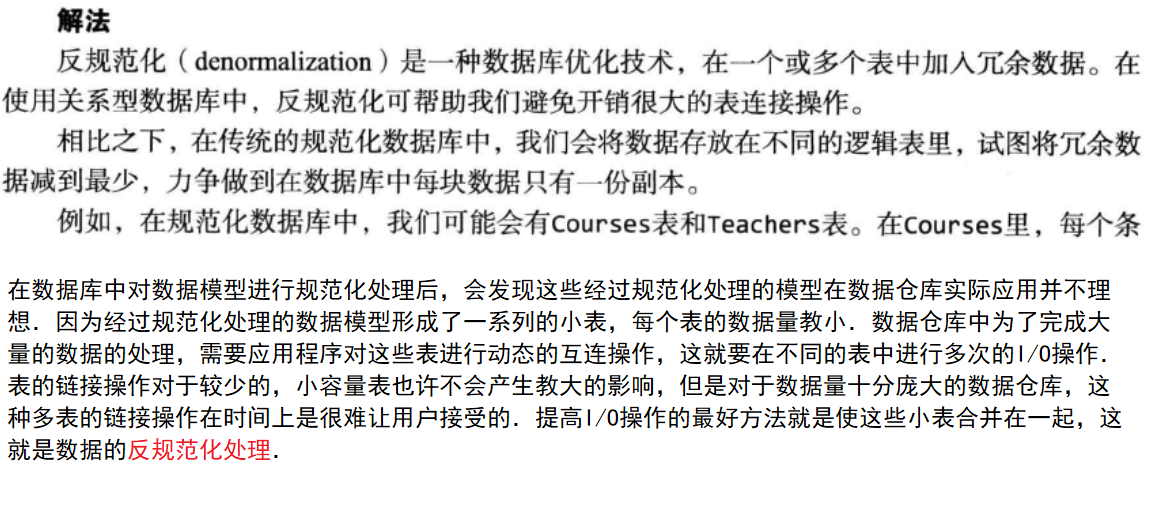 解法
反规范化（denormalization）是一种数据库优化技术，在一个或多个表中加入冗余数据。在
使用关系型数据库中，反规范化可帮助我们避免开销很大的表连接操作。
相比之下，在传统的规范化数据库中，我们会将数据存放在不同的逻辑表里，试图将冗余数
据减到最少，力争做到在数据库中每块数据只有一份副本。
例如，在规范化数据库中，我们可能会有Courses表和Teachers表。在Courses里，每个条
在数据库中对数据模型进行规范化处理后，会发现这些经过规范化处理的模型在数据仓库实际应用并不理
想．因为经过规范化处理的数据模型形成了一系列的小表，每个表的数据量教小．数据仓库中为了完成大
量的数据的处理，需要应用程序对这些表进行动态的互连操作，这就要在不同的表中进行多次的I/O操作．
表的链接操作对于较少的，小容量表也许不会产生教大的影响，但是对于数据量十分庞大的数据仓库，这
种多表的链接操作在时间上是很难让用户接受的．提高I/O操作的最好方法就是使这些小表合并在一起，这
就是数据的反规范化处理．